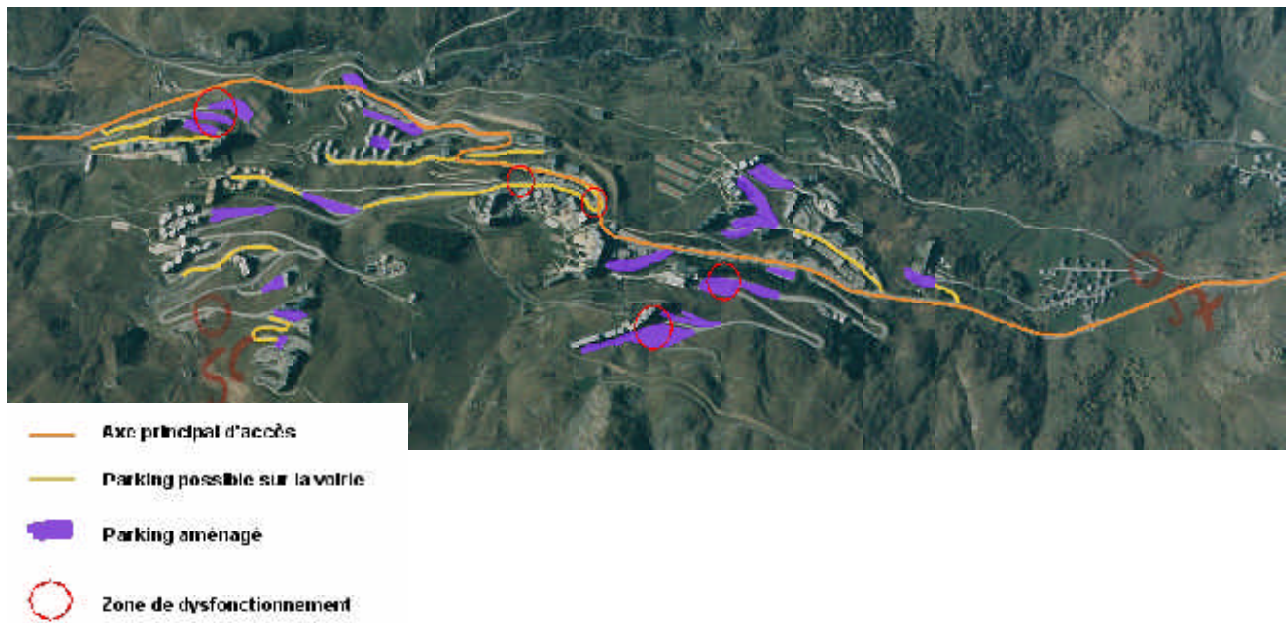 Axe principal d'accès
Parking possible sur la voirie
Parking aménagé
Zone de dysfonctionnement